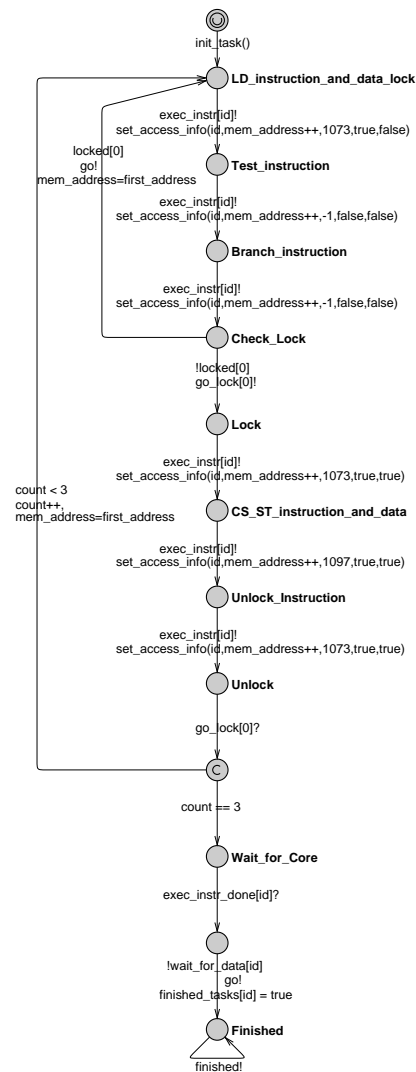 init_task()
LD_instruction_and_data_lock
exec_instr[id]!
set_access_info(id,mem_address++,1073,true,false)
locked[0]
go!
mem_address=first_address
Test_instruction
exec_instr[id]!
set_access_info(id,mem_address++,-1,false,false)
Branch_instruction
exec_instr[id]!
set_access_info(id,mem_address++,-1,false,false)
Check_Lock
!locked[0]
go_lock[0]!
Lock
exec_instr[id]!
set_access_info(id,mem_address++,1073,true,true)
count < 3
count++,
mem_address=first_address
CS_ST_instruction_and_data
exec_instr[id]!
set_access_info(id,mem_address++,1097,true,true)
Unlock_Instruction
exec_instr[id]!
set_access_info(id,mem_address++,1073,true,true)
Unlock
go_lock[0]?
C
count == 3
Wait_for_Core
exec_instr_done[id]?
!wait_for_data[id]
go!
finished_tasks[id] = true
Finished
finished!